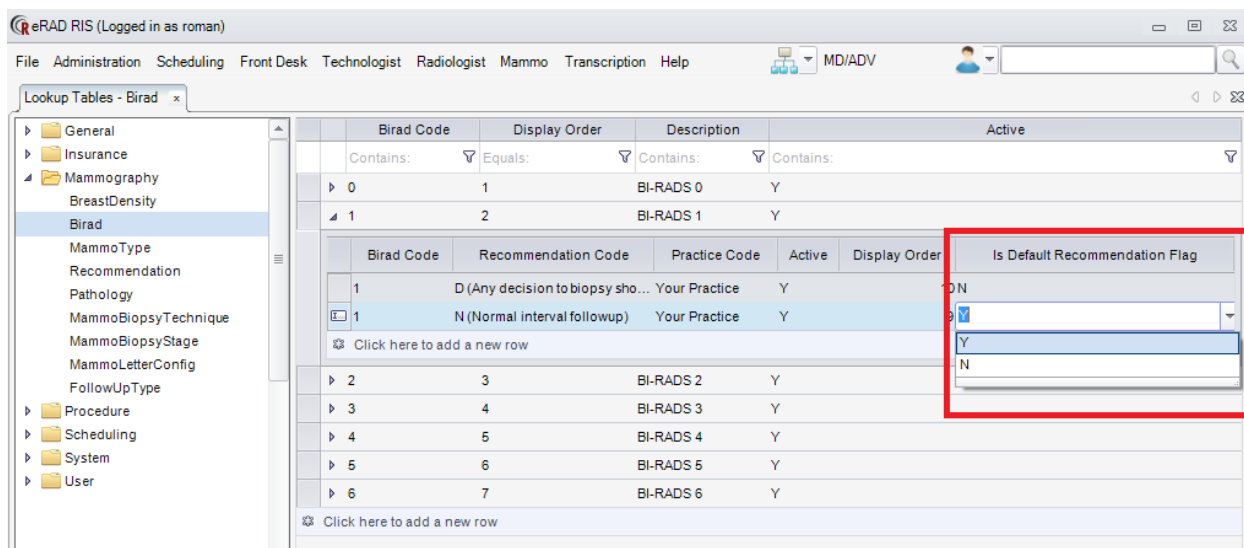 eRAD RIS (Logged in as roman)
File Administration Scheduling Front Desk Technologist Radiologist Mammo Transcription Help MD/ADV
Lookup Tables - Birad x
General
Insurance
Mammography
BreastDensity
Birad
MammoType
Recommendation
Pathology
MammoBiopsyTechnique
MammoBiopsyStage
MammoLetterConfig
FollowUpType
Procedure
Scheduling
System
User
Birad Code Display Order Description Active
Contains: Equals: Contains: Contains:
0 1 BI-RADS 0 Y
1 2 BI-RADS 1 Y
Birad Code Recommendation Code Practice Code Active Display Order Is Default Recommendation Flag
1 D (Any decision to biopsy sho... Your Practice Y 10 N
1 N (Normal interval followup) Your Practice Y 9 Y
Y
N
Click here to add a new row
2 3 BI-RADS 2 Y
3 4 BI-RADS 3 Y
4 5 BI-RADS 4 Y
5 6 BI-RADS 5 Y
6 7 BI-RADS 6 Y
Click here to add a new row